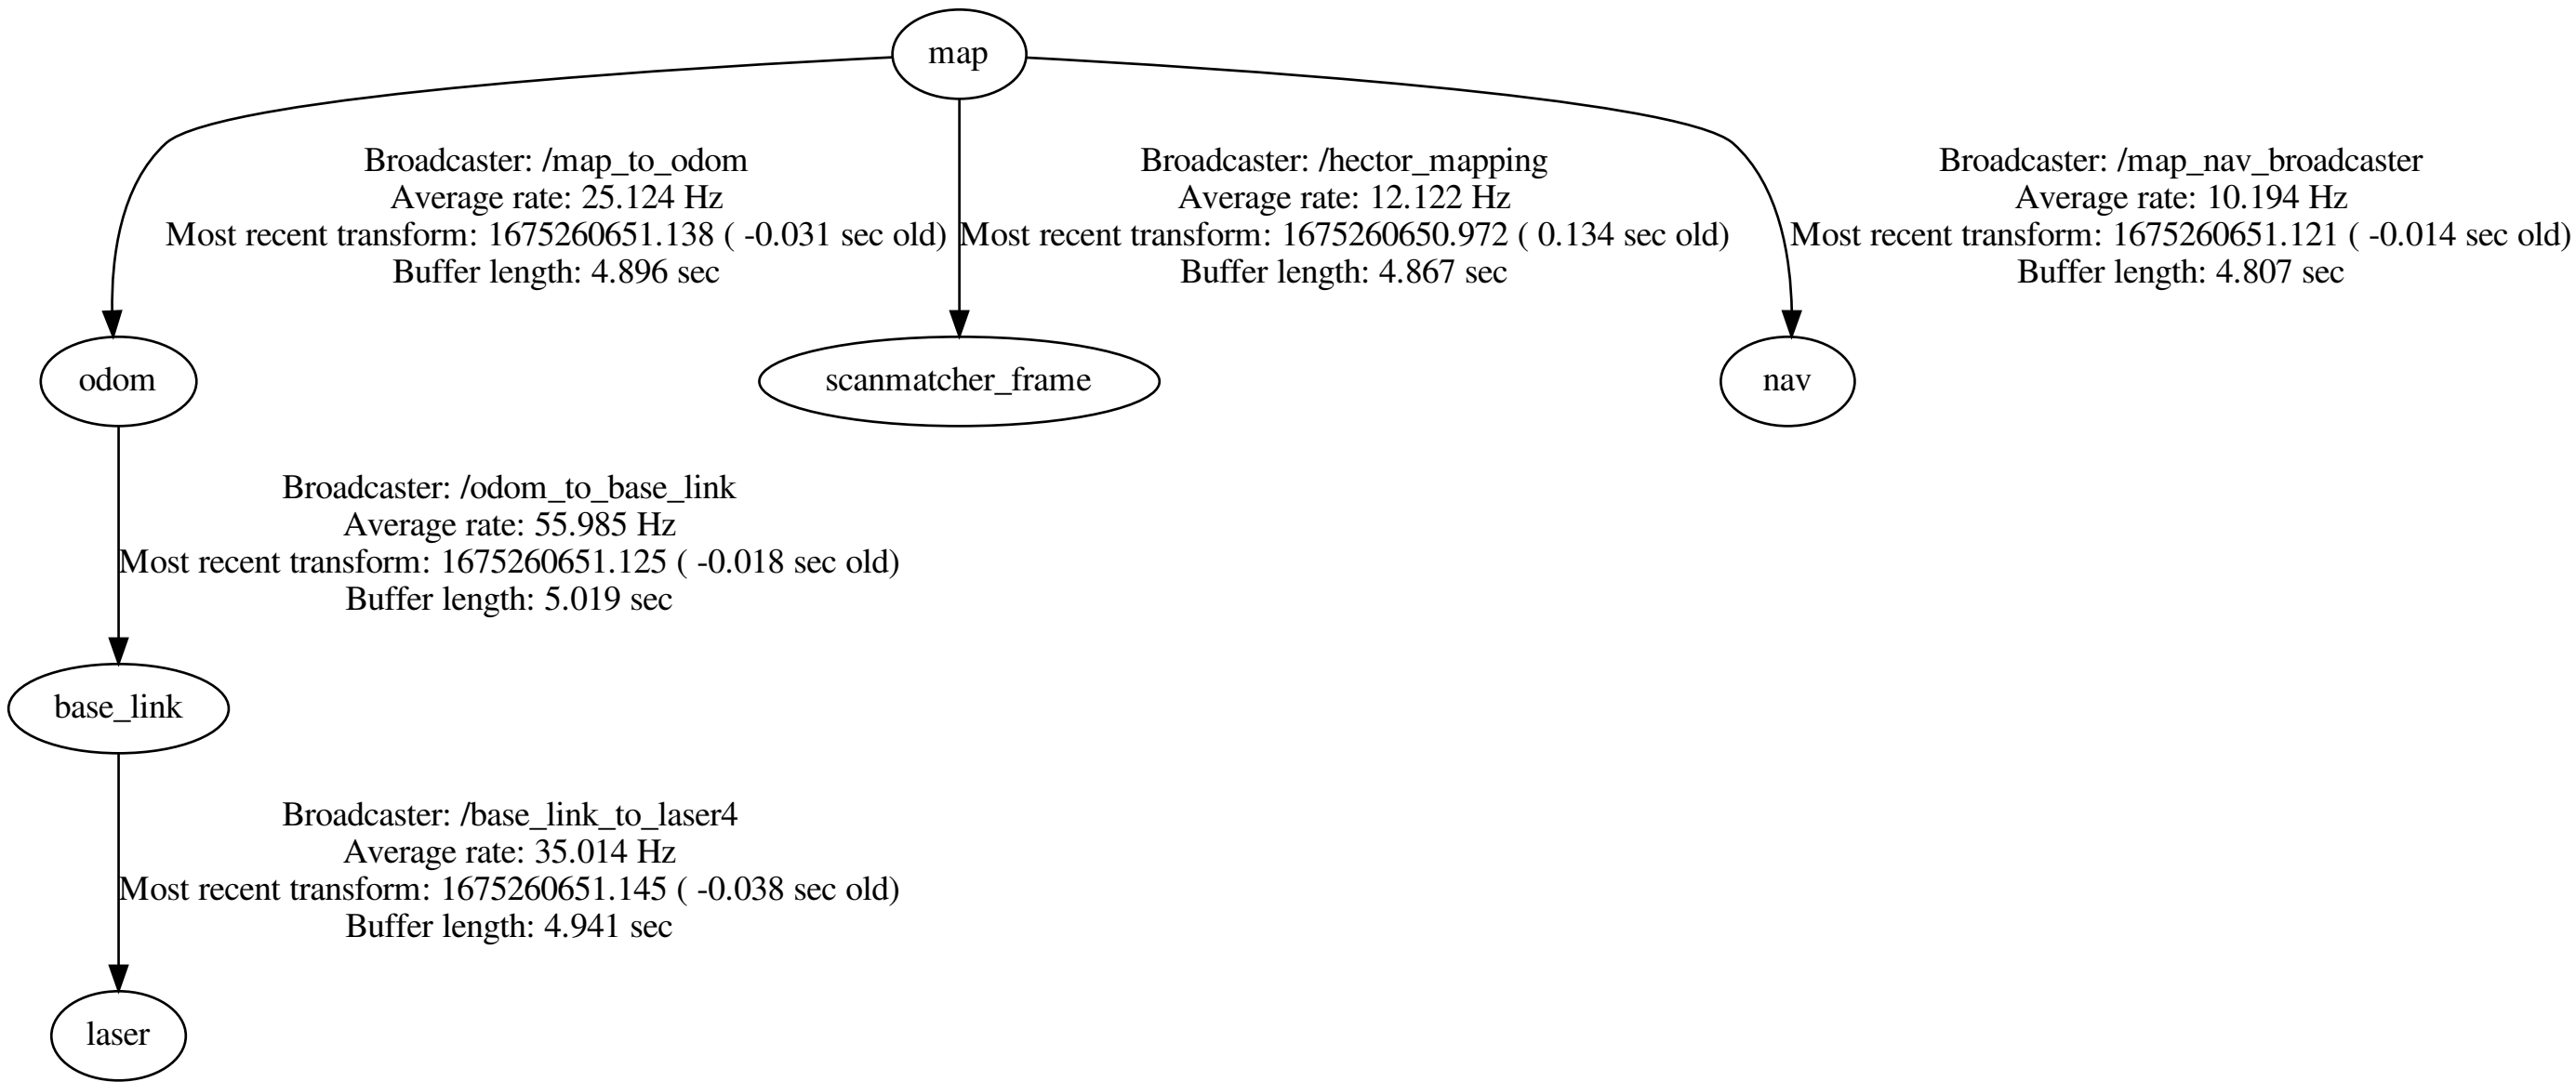 map
Broadcaster: /map_to_odom
Average rate: 25.124 Hz
Most recent transform: 1675260651.138 ( -0.031 sec old)
Buffer length: 4.896 sec
Broadcaster: /hector_mapping
Average rate: 12.122 Hz
Most recent transform: 1675260650.972 ( 0.134 sec old)
Buffer length: 4.867 sec
Broadcaster: /map_nav_broadcaster
Average rate: 10.194 Hz
Most recent transform: 1675260651.121 ( -0.014 sec old)
Buffer length: 4.807 sec
odom
scanmatcher_frame
nav
Broadcaster: /odom_to_base_link
Average rate: 55.985 Hz
Most recent transform: 1675260651.125 ( -0.018 sec old)
Buffer length: 5.019 sec
base_link
Broadcaster: /base_link_to_laser4
Average rate: 35.014 Hz
Most recent transform: 1675260651.145 ( -0.038 sec old)
Buffer length: 4.941 sec
laser